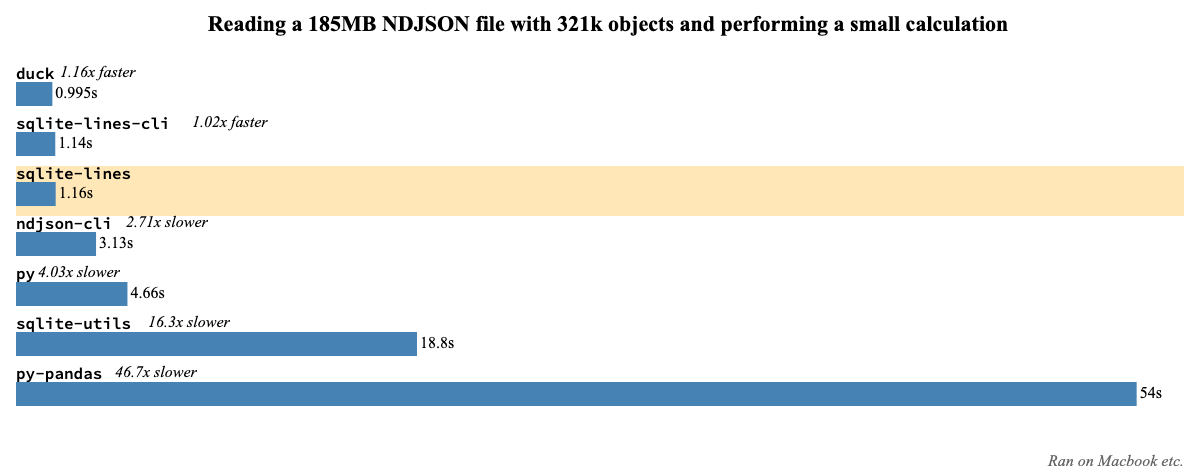 Reading a 185MB NDJSON file with 321k objects and performing a small calculation
duck 1.16x faster
0.995s
sqlite-lines-cli 1.02x faster
1.14s
sqlite-lines
1.16s
ndjson-cli 2.71x slower
3.13s
py 4.03x slower
4.66s
sqlite-utils 16.3x slower
18.8s
py-pandas 46.7x slower
54s
Ran on Macbook etc.